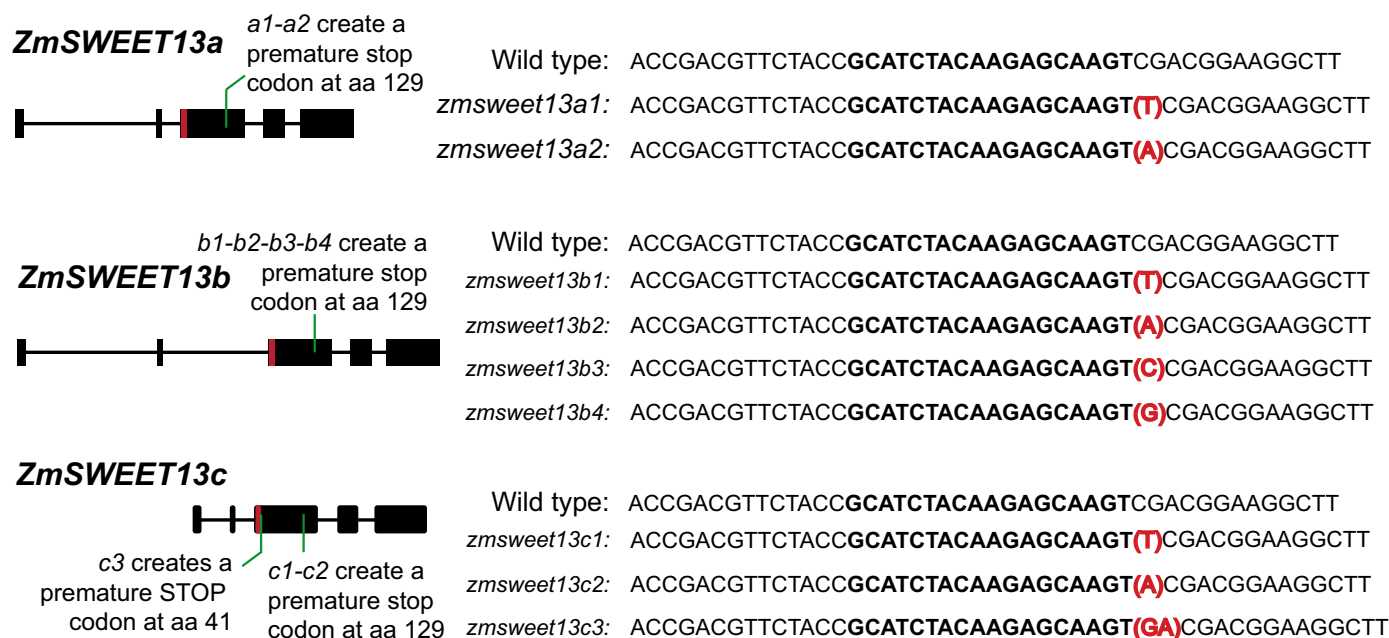 ZmSWEET13a
a1-a2 create a
premature stop
codon at aa 129
Wild type: ACCGACGTTCTACCGCATCTACAAGAGCAAGTCGACGGAAGGCTT
zmsweet13a1: ACCGACGTTCTACCGCATCTACAAGAGCAAGT(T)CGACGGAAGGCTT
zmsweet13a2: ACCGACGTTCTACCGCATCTACAAGAGCAAGT(A)CGACGGAAGGCTT
ZmSWEET13b
b1-b2-b3-b4 create a
premature stop
codon at aa 129
Wild type: ACCGACGTTCTACCGCATCTACAAGAGCAAGTCGACGGAAGGCTT
zmsweet13b1: ACCGACGTTCTACCGCATCTACAAGAGCAAGT(T)CGACGGAAGGCTT
zmsweet13b2: ACCGACGTTCTACCGCATCTACAAGAGCAAGT(A)CGACGGAAGGCTT
zmsweet13b3: ACCGACGTTCTACCGCATCTACAAGAGCAAGT(C)CGACGGAAGGCTT
zmsweet13b4: ACCGACGTTCTACCGCATCTACAAGAGCAAGT(G)CGACGGAAGGCTT
ZmSWEET13c
c3 creates a
premature STOP
codon at aa 41
c1-c2 create a
premature stop
codon at aa 129
Wild type: ACCGACGTTCTACCGCATCTACAAGAGCAAGTCGACGGAAGGCTT
zmsweet13c1: ACCGACGTTCTACCGCATCTACAAGAGCAAGT(T)CGACGGAAGGCTT
zmsweet13c2: ACCGACGTTCTACCGCATCTACAAGAGCAAGT(A)CGACGGAAGGCTT
zmsweet13c3: ACCGACGTTCTACCGCATCTACAAGAGCAAGT(GA)CGACGGAAGGCTT